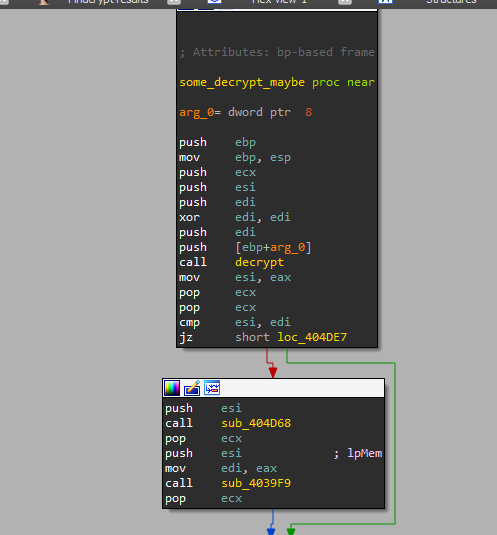 Findcrypt results
Hex View-1
Structures
; Attributes: bp-based frame
some_decrypt_maybe proc near
arg_0= dword ptr  8
push    ebp
mov     ebp, esp
push    ecx
push    esi
push    edi
xor     edi, edi
push    edi
push    [ebp+arg_0]
call    decrypt
mov     esi, eax
pop     ecx
pop     ecx
cmp     esi, edi
jz      short loc_404DE7
push    esi
call    sub_404D68
pop     ecx
push    esi             ; lpMem
mov     edi, eax
call    sub_4039F9
pop     ecx